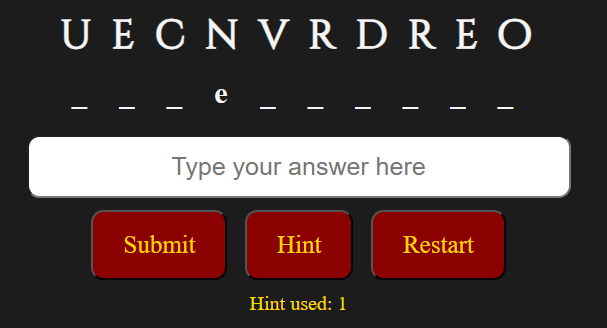 U E C N V R D R E O
_ _ _ e _ _ _ _ _ _
Type your answer here
Submit Hint Restart
Hint used: 1